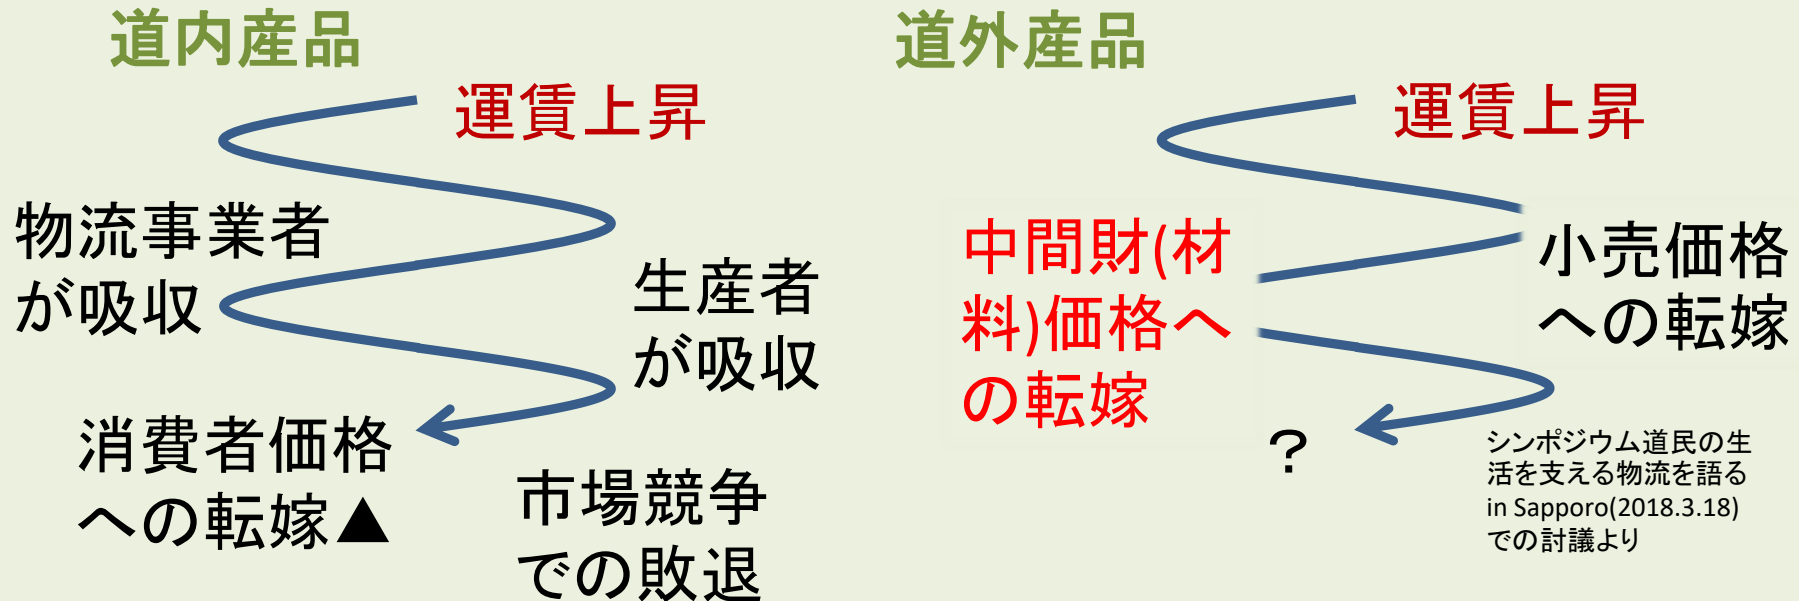 道内産品
運賃上昇
物流事業者
が吸収
生産者
が吸収
消費者価格
への転嫁▲
市場競争
での敗退
道外産品
運賃上昇
小売価格
への転嫁
中間財(材
料)価格へ
の転嫁
?
シンポジウム道民の生
活を支える物流を語る
in Sapporo(2018.3.18)
での討議より